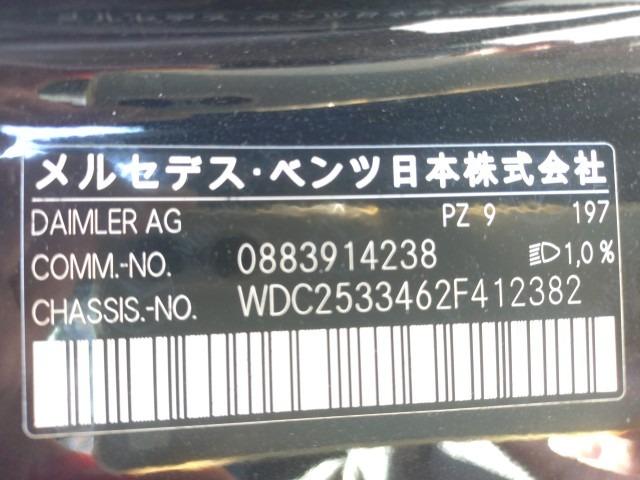 メルセデス・ベンツ日本株式会社
DAIMLER AG PZ 9 197
COMM.-NO. 0883914238 1,0 %
CHASSIS.-NO. WDC2533462F412382